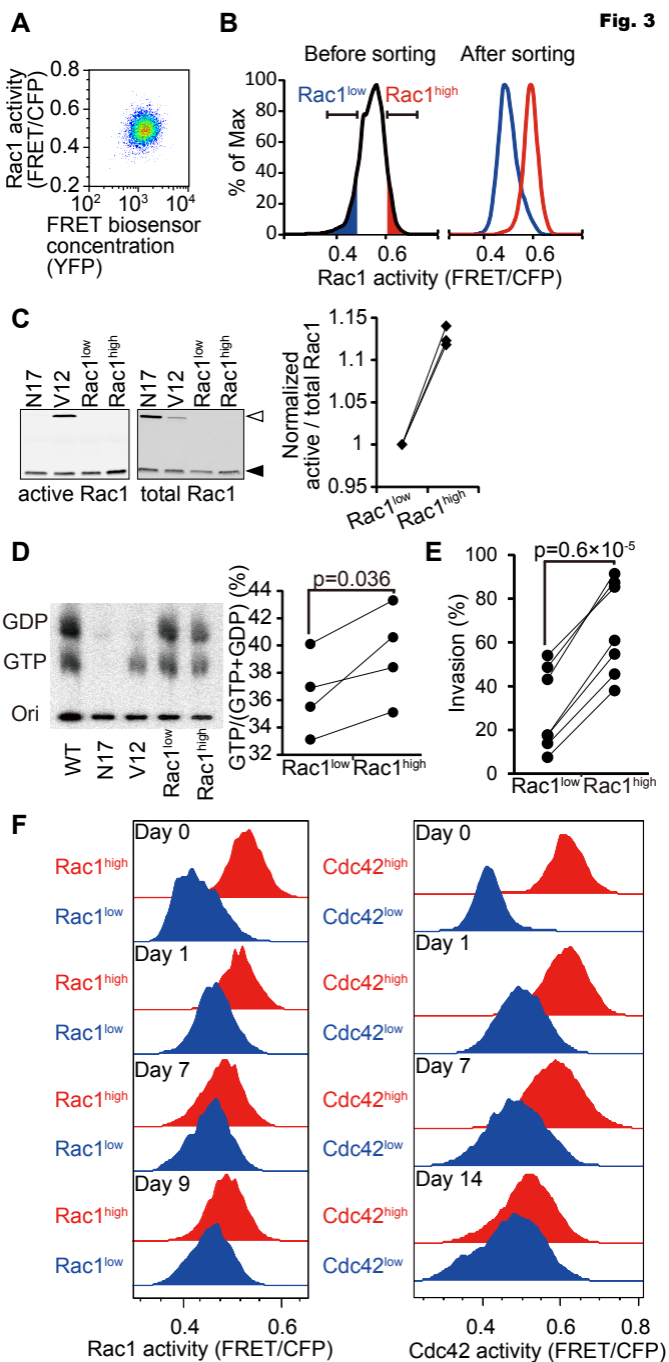 Fig. 3
A
Rac1 activity
(FRET/CFP)
0.8
0.6
0.4
0.2
10²
10³
10⁴
FRET biosensor
concentration
(YFP)
B
Before sorting
After sorting
Rac1ˡᵒʷ
Rac1ʰⁱᵍʰ
% of Max
100
80
60
40
20
0
0.4
0.6
0.4
0.6
Rac1 activity (FRET/CFP)
C
N17
V12
Rac1ˡᵒʷ
Rac1ʰⁱᵍʰ
N17
V12
Rac1ˡᵒʷ
Rac1ʰⁱᵍʰ
active Rac1
total Rac1
Normalized
active / total Rac1
1.15
1.1
1.05
1
0.95
Rac1ˡᵒʷ
Rac1ʰⁱᵍʰ
D
GDP
GTP
Ori
WT
N17
V12
Rac1ˡᵒʷ
Rac1ʰⁱᵍʰ
GTP/(GTP+GDP) (%)
44
42
40
38
36
34
32
p=0.036
Rac1ˡᵒʷ
Rac1ʰⁱᵍʰ
E
p=0.6×10⁻⁵
Invasion (%)
100
80
60
40
20
0
Rac1ˡᵒʷ
Rac1ʰⁱᵍʰ
F
Day 0
Rac1ʰⁱᵍʰ
Rac1ˡᵒʷ
Day 1
Rac1ʰⁱᵍʰ
Rac1ˡᵒʷ
Day 7
Rac1ʰⁱᵍʰ
Rac1ˡᵒʷ
Day 9
Rac1ʰⁱᵍʰ
Rac1ˡᵒʷ
0.4
0.6
Rac1 activity (FRET/CFP)
Day 0
Cdc42ʰⁱᵍʰ
Cdc42ˡᵒʷ
Day 1
Cdc42ʰⁱᵍʰ
Cdc42ˡᵒʷ
Day 7
Cdc42ʰⁱᵍʰ
Cdc42ˡᵒʷ
Day 14
Cdc42ʰⁱᵍʰ
Cdc42ˡᵒʷ
0.4
0.6
0.8
Cdc42 activity (FRET/CFP)